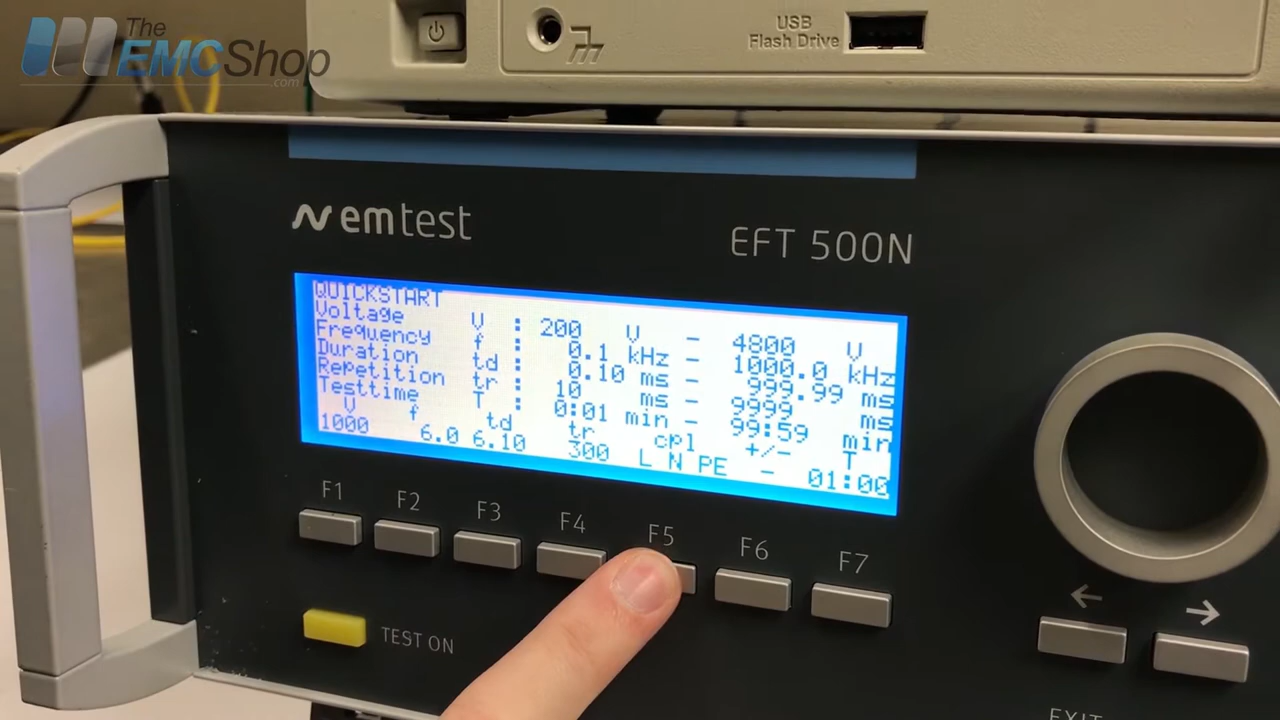 The
EMCShop
.com
USB
Flash Drive
emtest
EFT 500N
QUICKSTART
Voltage V : 200 V - 4800 V
Frequency f : 0.1 kHz - 1000.0 kHz
Duration td : 0.10 ms - 999.99 ms
Repetition tr : 10 ms - 9999 ms
Testtime T : 0:01 min - 99:59 min
V f td tr cpl +/- T
1000 6.0 6.10 300 L N PE - 01:00
F1 F2 F3 F4 F5 F6 F7
TEST ON
← →
EXIT